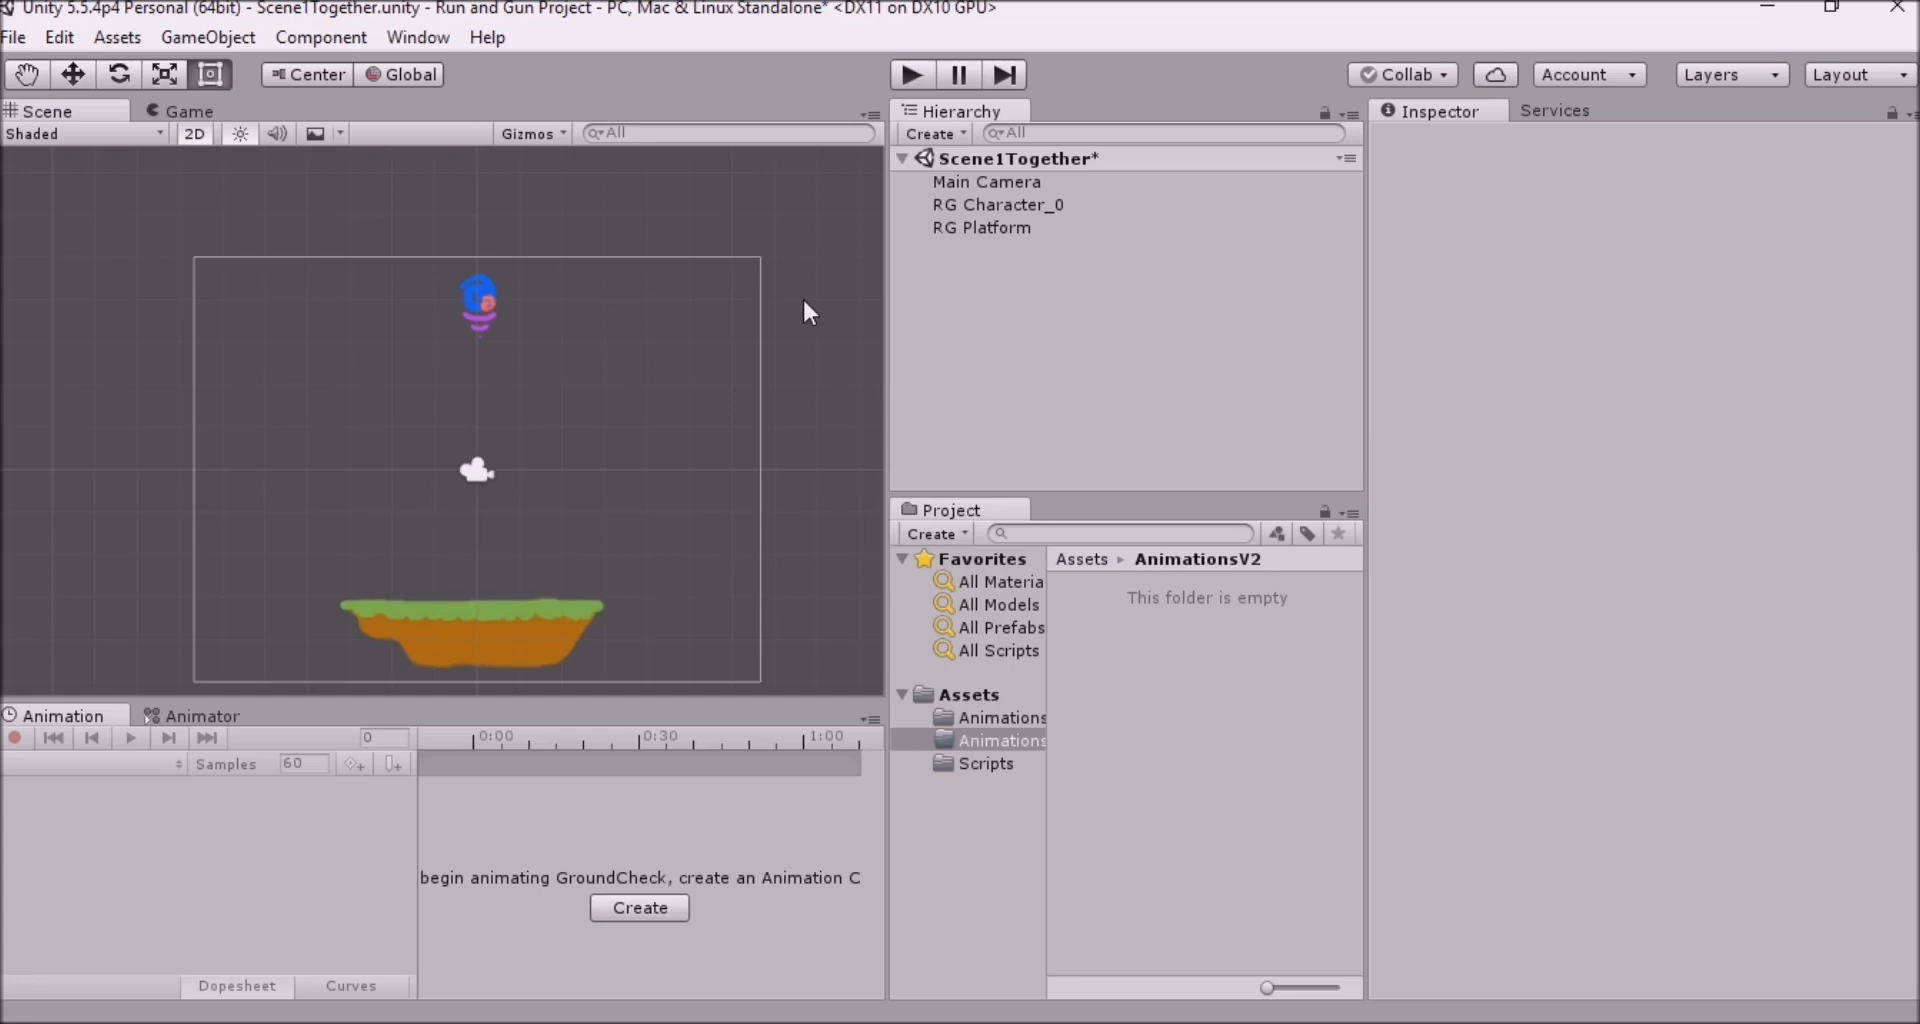 Unity 5.5.4p4 Personal (64bit) - Scene1Together.unity - Run and Gun Project - PC, Mac & Linux Standalone* <DX11 on DX10 GPU>
File Edit Assets GameObject Component Window Help
Center Global Collab Account Layers Layout
Scene Game
Shaded 2D Gizmos All
Hierarchy
Create All
Scene1Together*
Main Camera
RG Character_0
RG Platform
Inspector Services
Project
Create
Favorites
All Materia
All Models
All Prefabs
All Scripts
Assets
Animations
Animations
Scripts
Assets AnimationsV2
This folder is empty
Animation Animator
0 0:00 0:30 1:00
Samples 60
begin animating GroundCheck, create an Animation C
Create
Dopesheet Curves